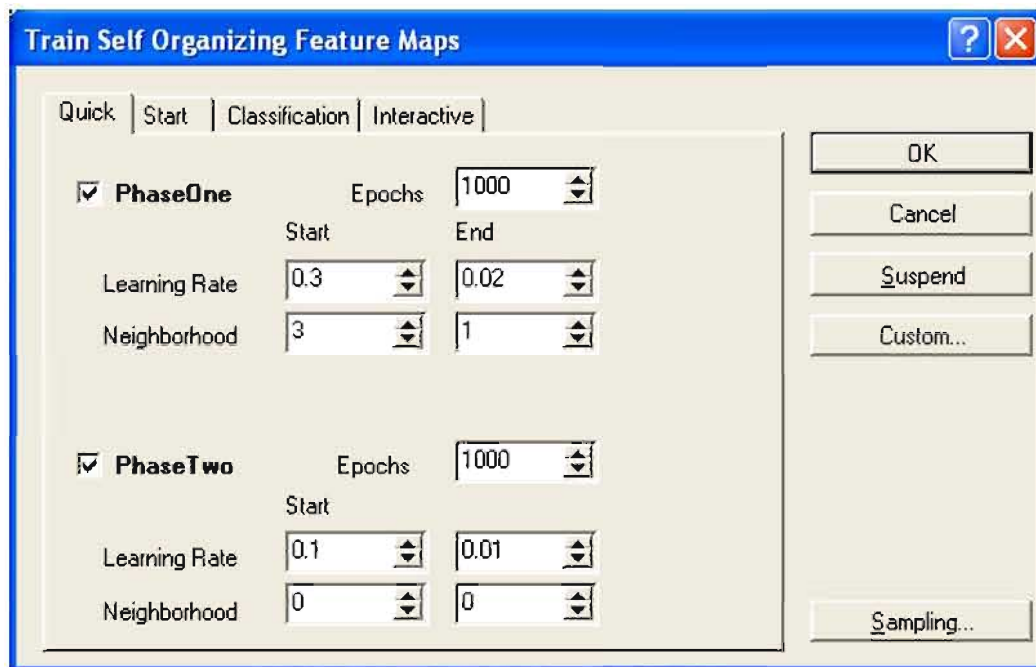 Train Self Organizing Feature Maps
?
Quick Start Classification Interactive
PhaseOne Epochs 1000
Start End
Learning Rate 0.3 0.02
Neighborhood 3 1
PhaseTwo Epochs 1000
Start
Learning Rate 0.1 0.01
Neighborhood 0 0
OK
Cancel
Suspend
Custom...
Sampling...